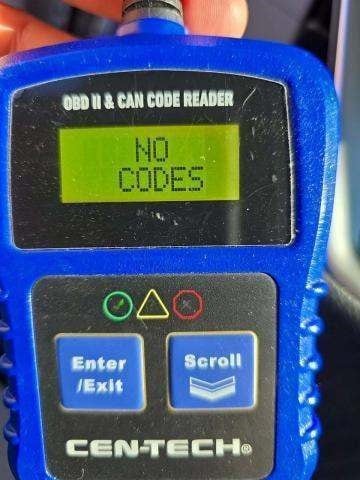 OBD II & CAN CODE READER
NO
CODES
Enter
/Exit
Scroll
CEN-TECH®